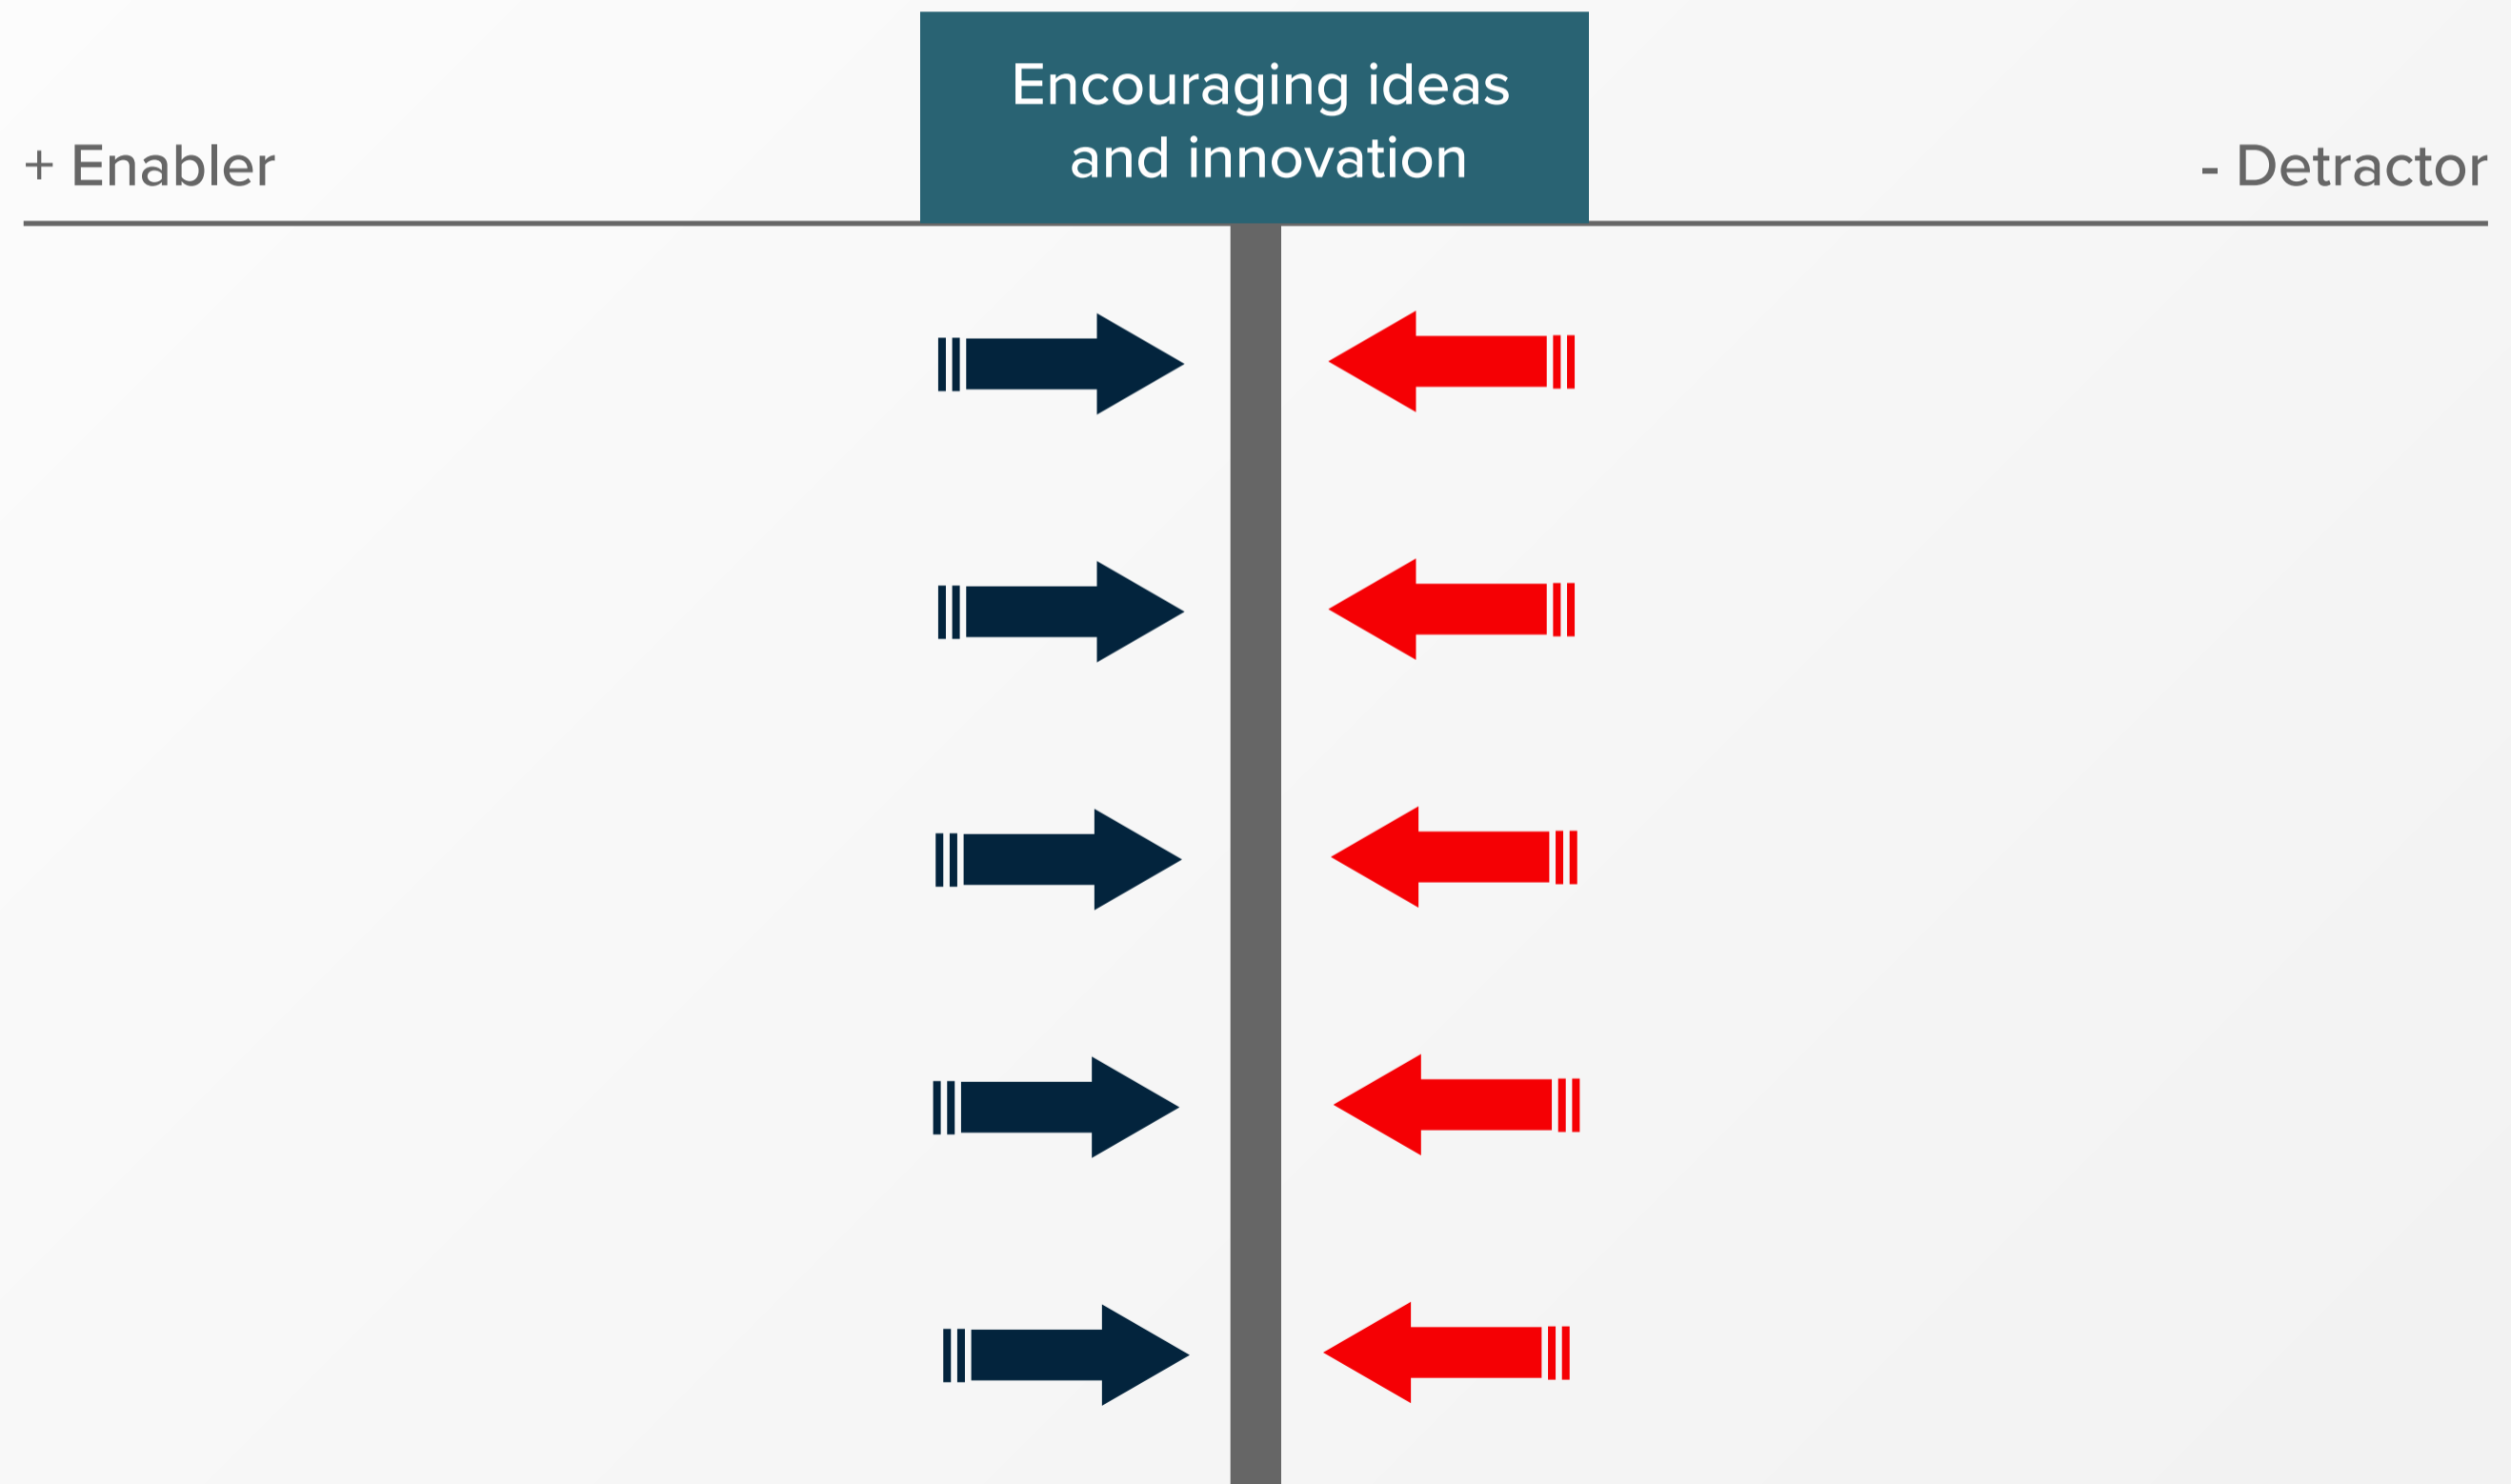 Encouraging ideas
and innovation
+ Enabler
- Detractor